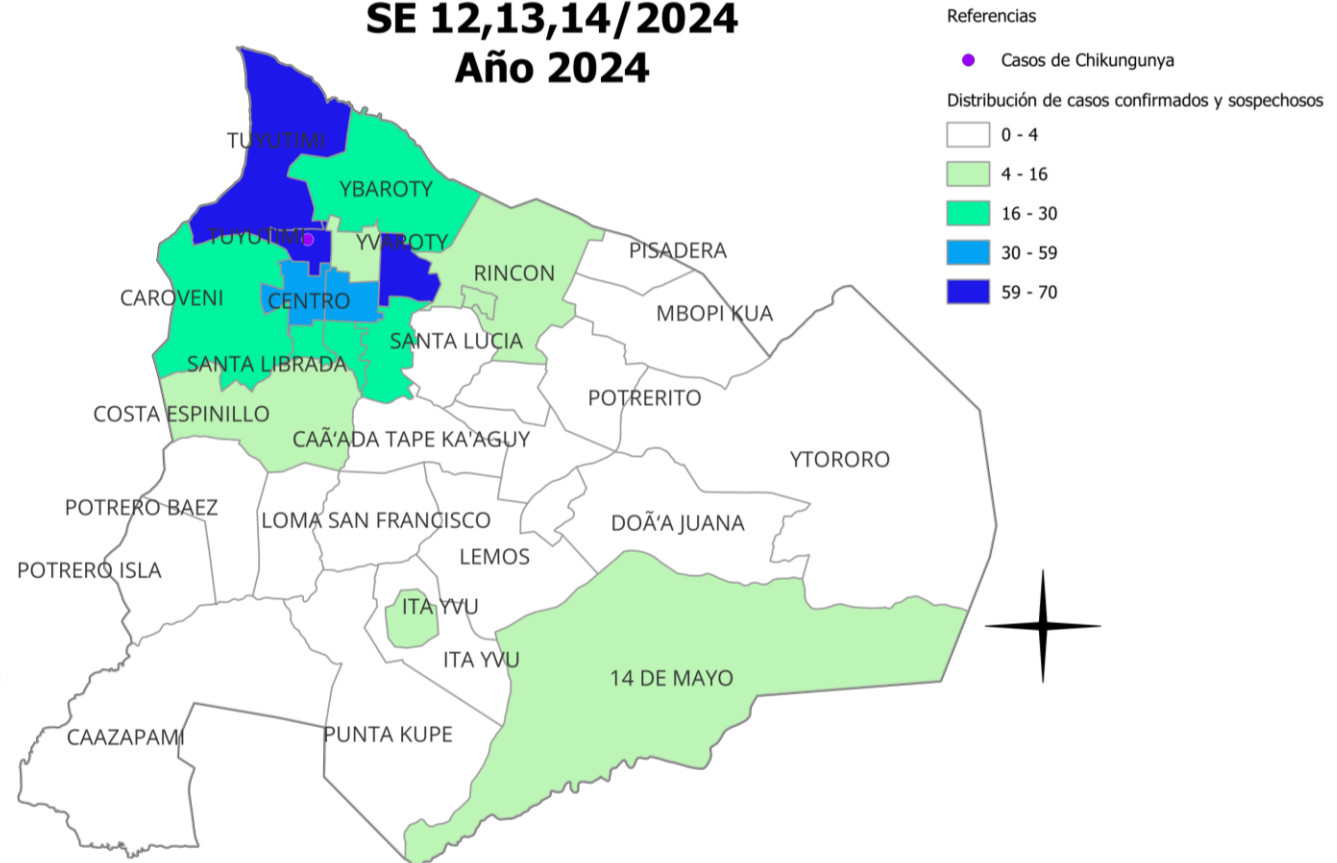 SE 12,13,14/2024
Año 2024
Referencias
Casos de Chikungunya
Distribución de casos confirmados y sospechosos
0 - 4
4 - 16
16 - 30
30 - 59
59 - 70
TUYUTIMI
YBAROTY
TUYUTIMI
YVAROTY
PISADERA
RINCON
CAROVENI
CENTRO
MBOPI KUA
SANTA LUCIA
SANTA LIBRADA
POTRERITO
COSTA ESPINILLO
CAÃ‘ADA TAPE KA'AGUY
YTORORO
POTRERO BAEZ
LOMA SAN FRANCISCO
DOÃ‘A JUANA
LEMOS
POTRERO ISLA
ITA YVU
ITA YVU
14 DE MAYO
CAAZAPAMI
PUNTA KUPE